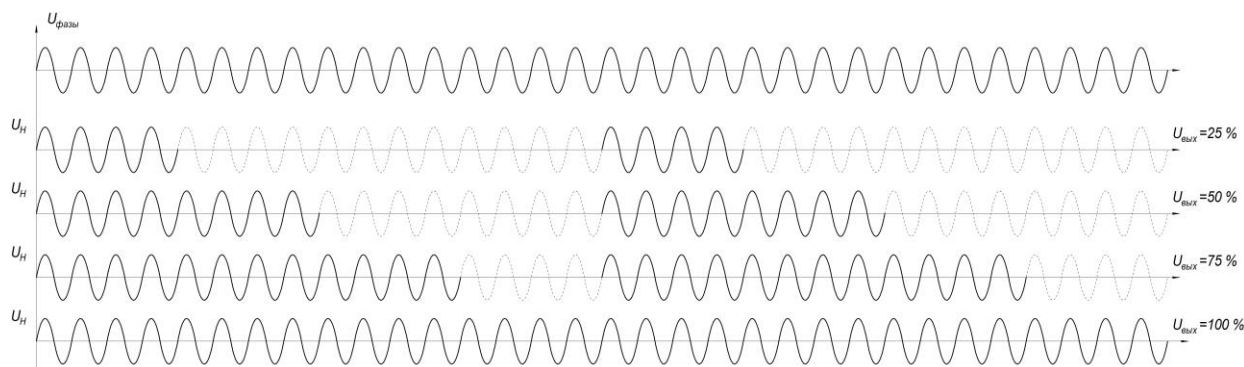 Uфазы
Uн
Uвых=25 %
Uн
Uвых=50 %
Uн
Uвых=75 %
Uн
Uвых=100 %